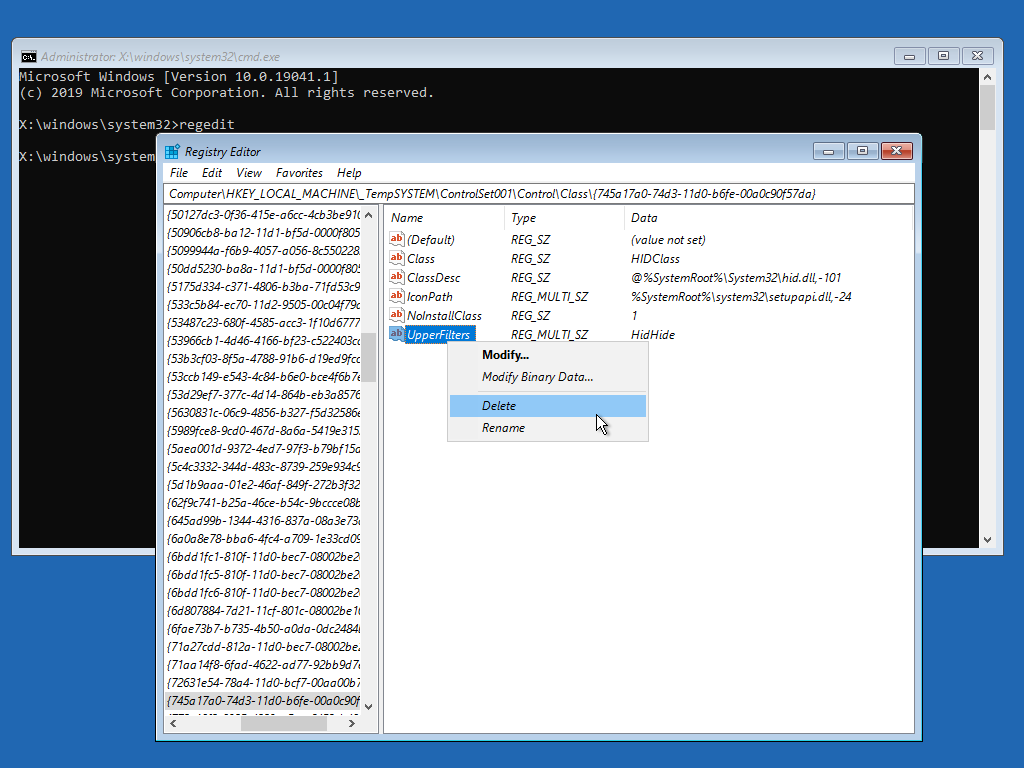 Administrator: X:\windows\system32\cmd.exe
Microsoft Windows [Version 10.0.19041.1]
(c) 2019 Microsoft Corporation. All rights reserved.
X:\windows\system32>regedit
X:\windows\system
Registry Editor
File Edit View Favorites Help
Computer\HKEY_LOCAL_MACHINE\_TempSYSTEM\ControlSet001\Control\Class\{745a17a0-74d3-11d0-b6fe-00a0c90f57da}
{50127dc3-0f36-415e-a6cc-4cb3be910
{50906cb8-ba12-11d1-bf5d-0000f805
{5099944a-f6b9-4057-a056-8c550228
{50dd5230-ba8a-11d1-bf5d-0000f805
{5175d334-c371-4806-b3ba-71fd53c9
{533c5b84-ec70-11d2-9505-00c04f79
{53487c23-680f-4585-acc3-1f10d6777
{53966cb1-4d46-4166-bf23-c522403c
{53b3cf03-8f5a-4788-91b6-d19ed9fc
{53ccb149-e543-4c84-b6e0-bce4f6b7e
{53d29ef7-377c-4d14-864b-eb3a8576
{5630831c-06c9-4856-b327-f5d32586
{5989fce8-9cd0-467d-8a6a-5419e315
{5aea001d-9372-4ed7-97f3-b79bf15
{5c4c3332-344d-483c-8739-259e934c9
{5d1b9aaa-01e2-46af-849f-272b3f32
{62f9c741-b25a-46ce-b54c-9bccce08
{645ad99b-1344-4316-837a-08a3e73
{6a0a8e78-bba6-4fc4-a709-1e33cd09
{6bdd1fc1-810f-11d0-bec7-08002be2
{6bdd1fc5-810f-11d0-bec7-08002be2
{6bdd1fc6-810f-11d0-bec7-08002be2
{6d807884-7d21-11cf-801c-08002be1
{6fae73b7-b735-4b50-a0da-0dc2484
{71a27cdd-812a-11d0-bec7-08002be
{71aa14f8-6fad-4622-ad77-92bb9d7
{72631e54-78a4-11d0-bcf7-00aa00b7
{745a17a0-74d3-11d0-b6fe-00a0c90f
Name Type Data
(Default) REG_SZ (value not set)
Class REG_SZ HIDClass
ClassDesc REG_SZ @%SystemRoot%\System32\hid.dll,-101
IconPath REG_MULTI_SZ %SystemRoot%\system32\setupapi.dll,-24
NoInstallClass REG_SZ 1
UpperFilters REG_MULTI_SZ HidHide
Modify...
Modify Binary Data...
Delete
Rename